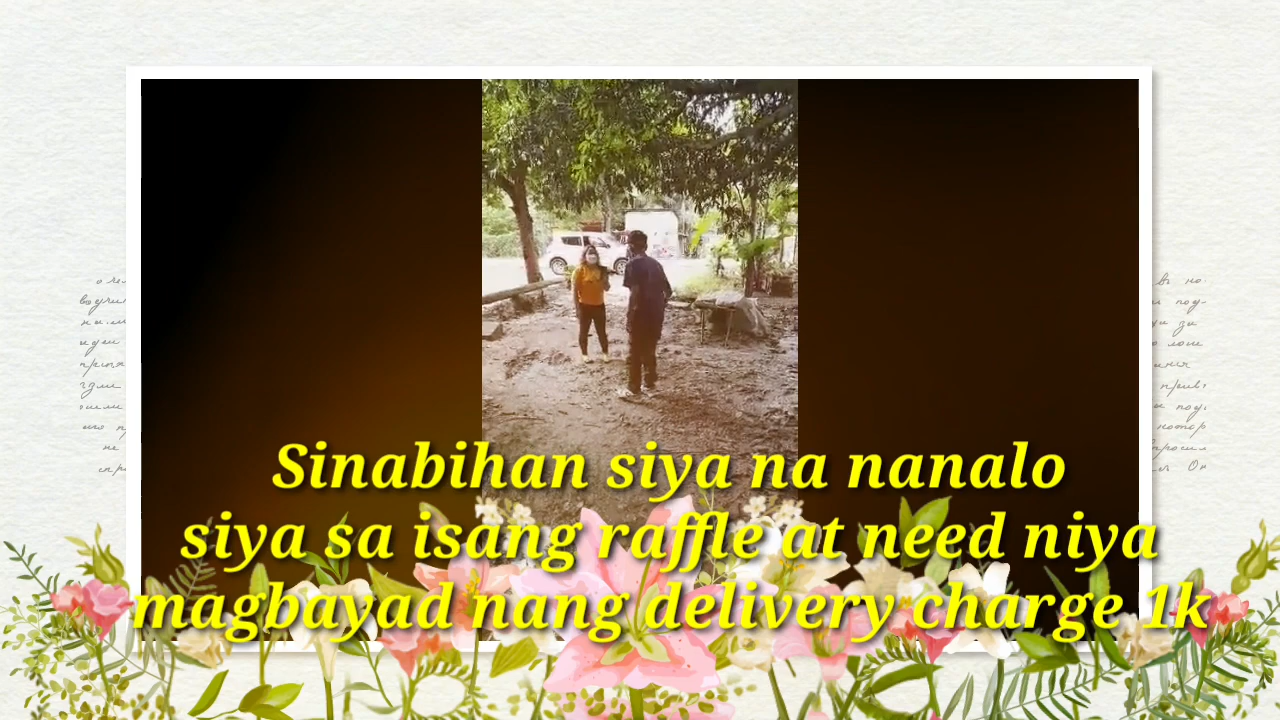 Sinabihan siya na nanalo
siya sa isang raffle at need niya
magbayad nang delivery charge 1k